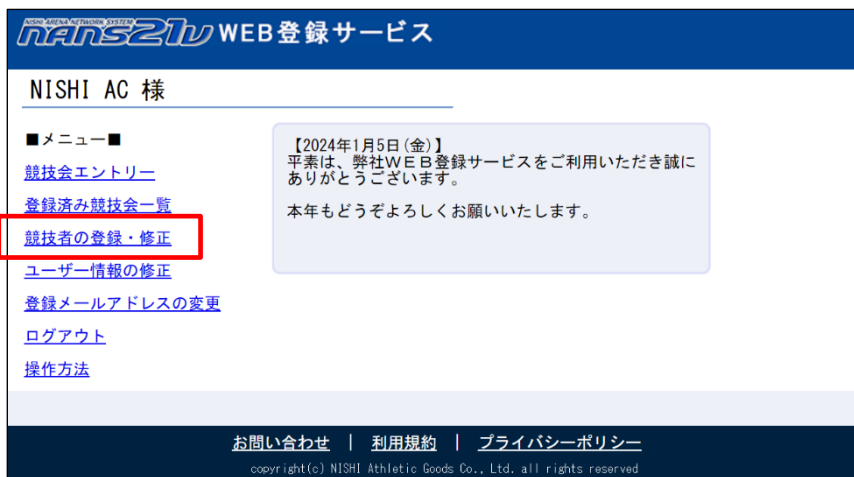 NISHI ARENA NETWORK SYSTEM
nans21v WEB登録サービス
NISHI AC 様
■メニュー■
競技会エントリー
登録済み競技会一覧
競技者の登録・修正
ユーザー情報の修正
登録メールアドレスの変更
ログアウト
操作方法
【2024年1月5日(金)】
平素は、弊社ＷＥＢ登録サービスをご利用いただき誠に
ありがとうございます。
本年もどうぞよろしくお願いいたします。
お問い合わせ | 利用規約 | プライバシーポリシー
copyright(c) NISHI Athletic Goods Co., Ltd. all rights reserved